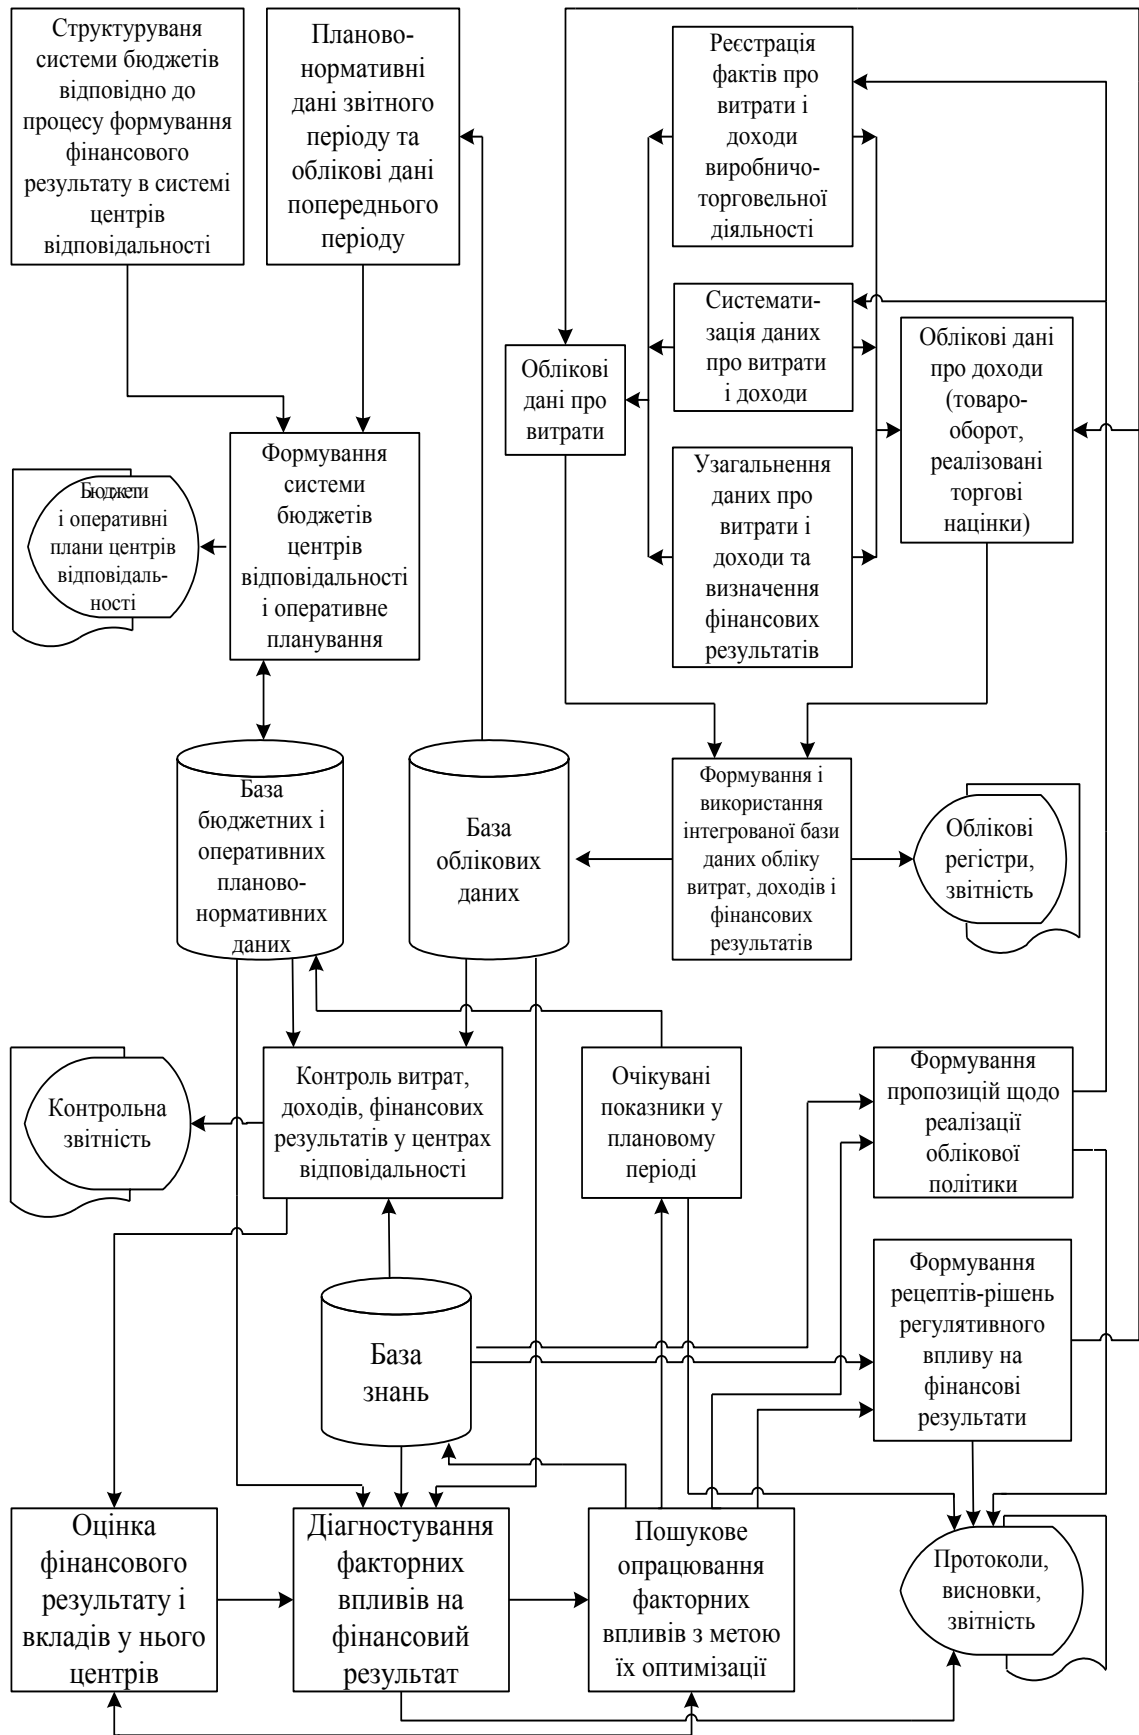 Структуруваня
системи бюджетів
відповідно до
процесу формування
фінансового
результату в системі
центрів
відповідальності
Планово-
нормативні
дані звітного
періоду та
облікові дані
попереднього
періоду
Реєстрація
фактів про
витрати і
доходи
виробничо-
торговельної
діяльності
Системати-
зація даних
про витрати
і доходи
Облікові
дані про
витрати
Облікові дані
про доходи
(товаро-
оборот,
реалізовані
торгові
націнки)
Узагальнення
даних про
витрати і
доходи та
визначення
фінансових
результатів
Формування
системи
бюджетів
центрів
відповідальності
і оперативне
планування
Бюджети
і оперативні
плани центрів
відповідаль-
ності
База
бюджетних і
оперативних
планово-
нормативних
даних
База
облікових
даних
Формування і
використання
інтегрованої бази
даних обліку
витрат, доходів і
фінансових
результатів
Облікові
регістри,
звітність
Контрольна
звітність
Контроль витрат,
доходів, фінансових
результатів у центрах
відповідальності
Очікувані
показники у
плановому
періоді
Формування
пропозицій щодо
реалізації
облікової
політики
База
знань
Формування
рецептів-рішень
регулятивного
впливу на
фінансові
результати
Оцінка
фінансового
результату і
вкладів у нього
центрів
Діагностування
факторних
впливів на
фінансовий
результат
Пошукове
опрацювання
факторних
впливів з метою
їх оптимізації
Протоколи,
висновки,
звітність